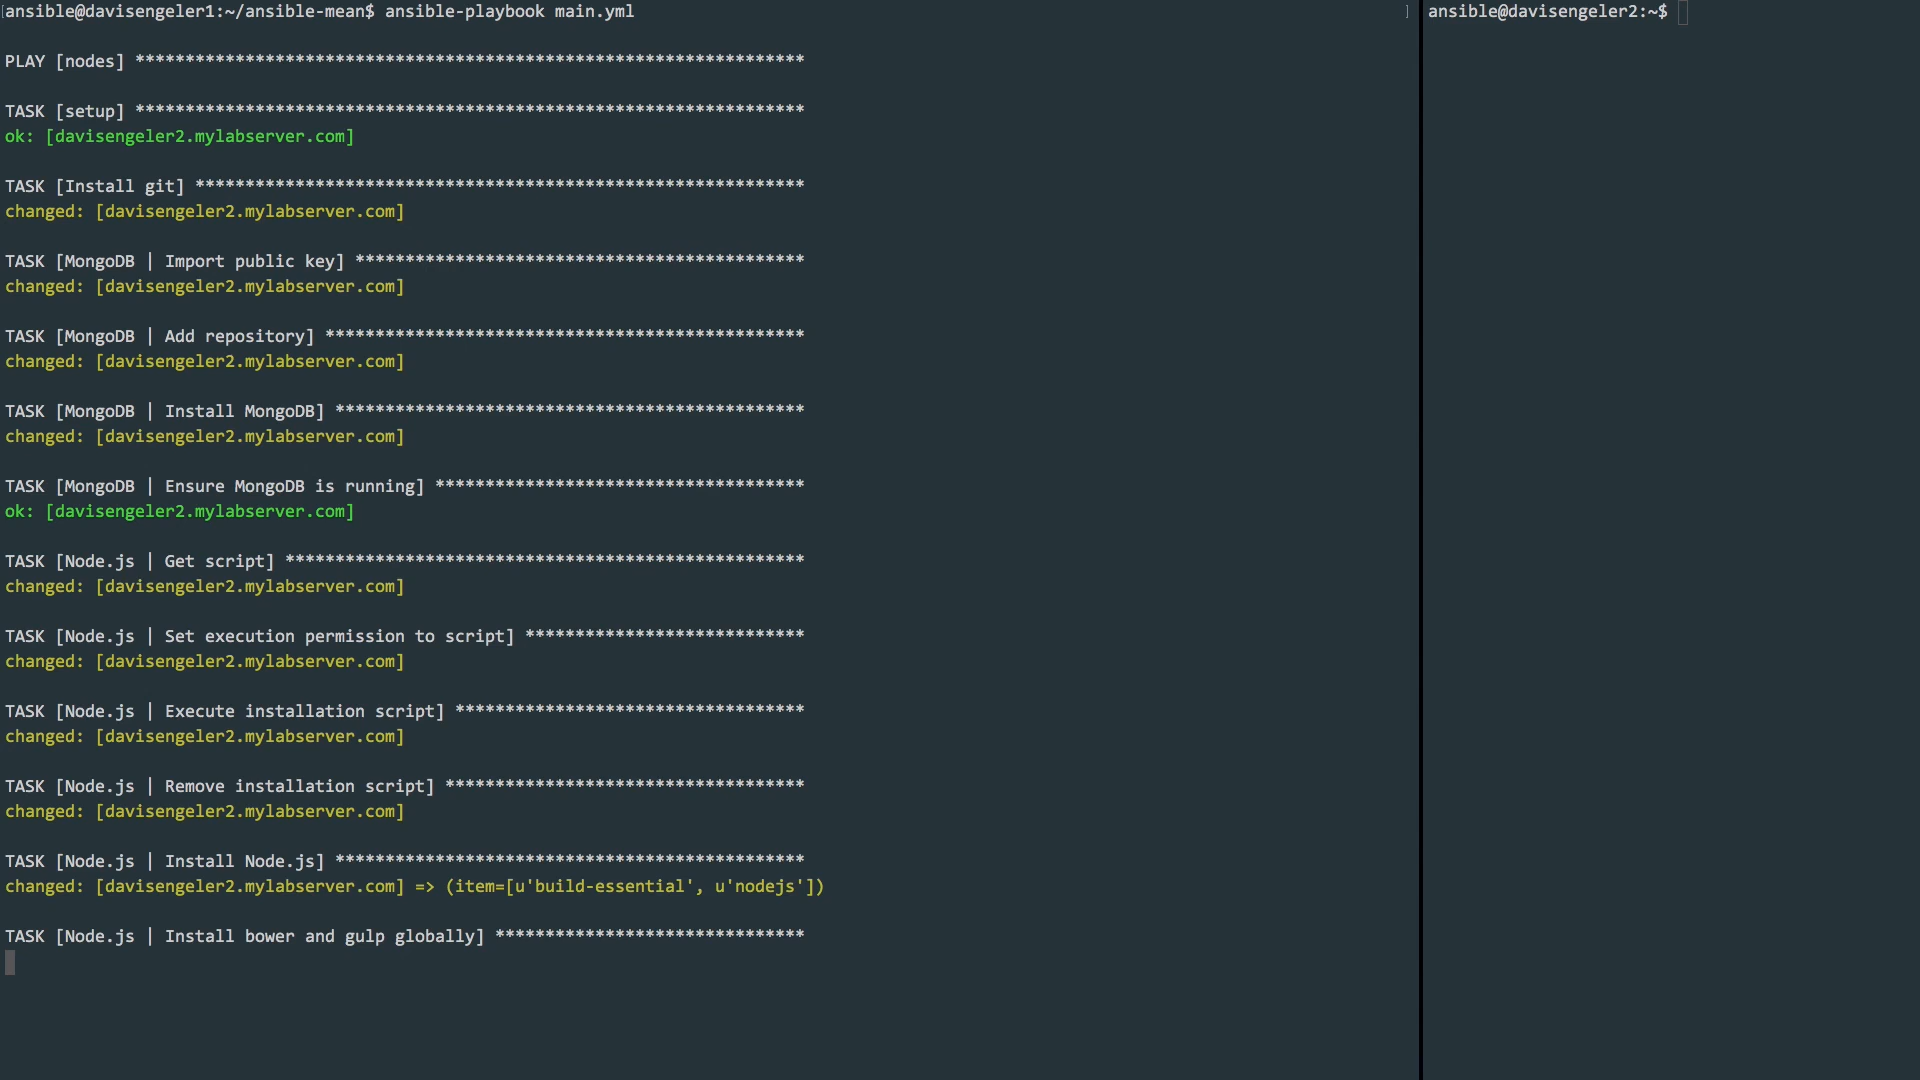 [ansible@davisengeler1:~/ansible-mean$ ansible-playbook main.yml ]
PLAY [nodes] *******************************************************************
TASK [setup] *******************************************************************
ok: [davisengeler2.mylabserver.com]
TASK [Install git] *************************************************************
changed: [davisengeler2.mylabserver.com]
TASK [MongoDB | Import public key] *********************************************
changed: [davisengeler2.mylabserver.com]
TASK [MongoDB | Add repository] ************************************************
changed: [davisengeler2.mylabserver.com]
TASK [MongoDB | Install MongoDB] ***********************************************
changed: [davisengeler2.mylabserver.com]
TASK [MongoDB | Ensure MongoDB is running] *************************************
ok: [davisengeler2.mylabserver.com]
TASK [Node.js | Get script] ****************************************************
changed: [davisengeler2.mylabserver.com]
TASK [Node.js | Set execution permission to script] ****************************
changed: [davisengeler2.mylabserver.com]
TASK [Node.js | Execute installation script] ***********************************
changed: [davisengeler2.mylabserver.com]
TASK [Node.js | Remove installation script] ************************************
changed: [davisengeler2.mylabserver.com]
TASK [Node.js | Install Node.js] ***********************************************
changed: [davisengeler2.mylabserver.com] => (item=[u'build-essential', u'nodejs'])
TASK [Node.js | Install bower and gulp globally] *******************************
ansible@davisengeler2:~$